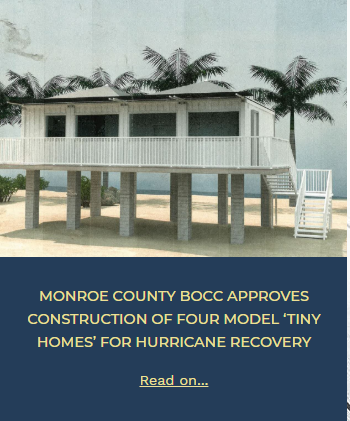 MONROE COUNTY BOCC APPROVES
CONSTRUCTION OF FOUR MODEL ‘TINY
HOMES’ FOR HURRICANE RECOVERY
Read on...